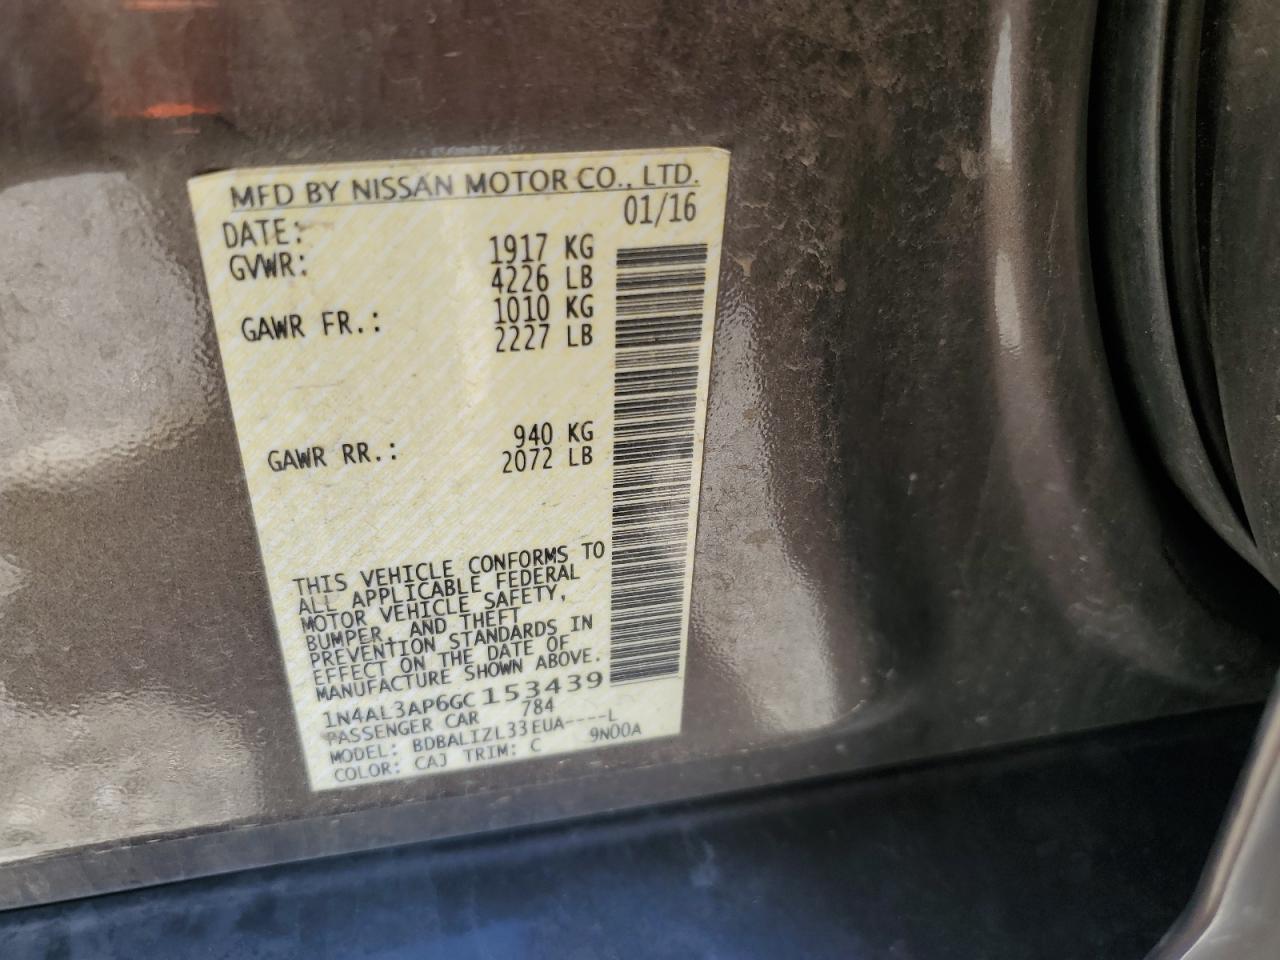 MFD BY NISSAN MOTOR CO., LTD.
DATE: 01/16
GVWR: 1917 KG
4226 LB
GAWR FR.: 1010 KG
2227 LB
GAWR RR.: 940 KG
2072 LB
THIS VEHICLE CONFORMS TO
ALL APPLICABLE FEDERAL
MOTOR VEHICLE SAFETY,
BUMPER, AND THEFT
PREVENTION STANDARDS IN
EFFECT ON THE DATE OF
MANUFACTURE SHOWN ABOVE.
1N4AL3AP6GC153439
PASSENGER CAR 784
MODEL: BDBALIZL33EUA----L
COLOR: CAJ TRIM: C 9N00A